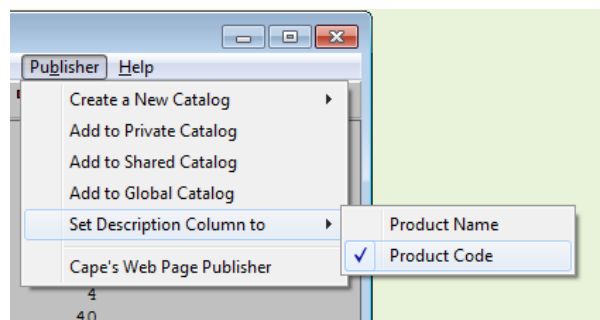 Publisher Help
Create a New Catalog
Add to Private Catalog
Add to Shared Catalog
Add to Global Catalog
Set Description Column to
Product Name
Product Code
Cape's Web Page Publisher
4
40